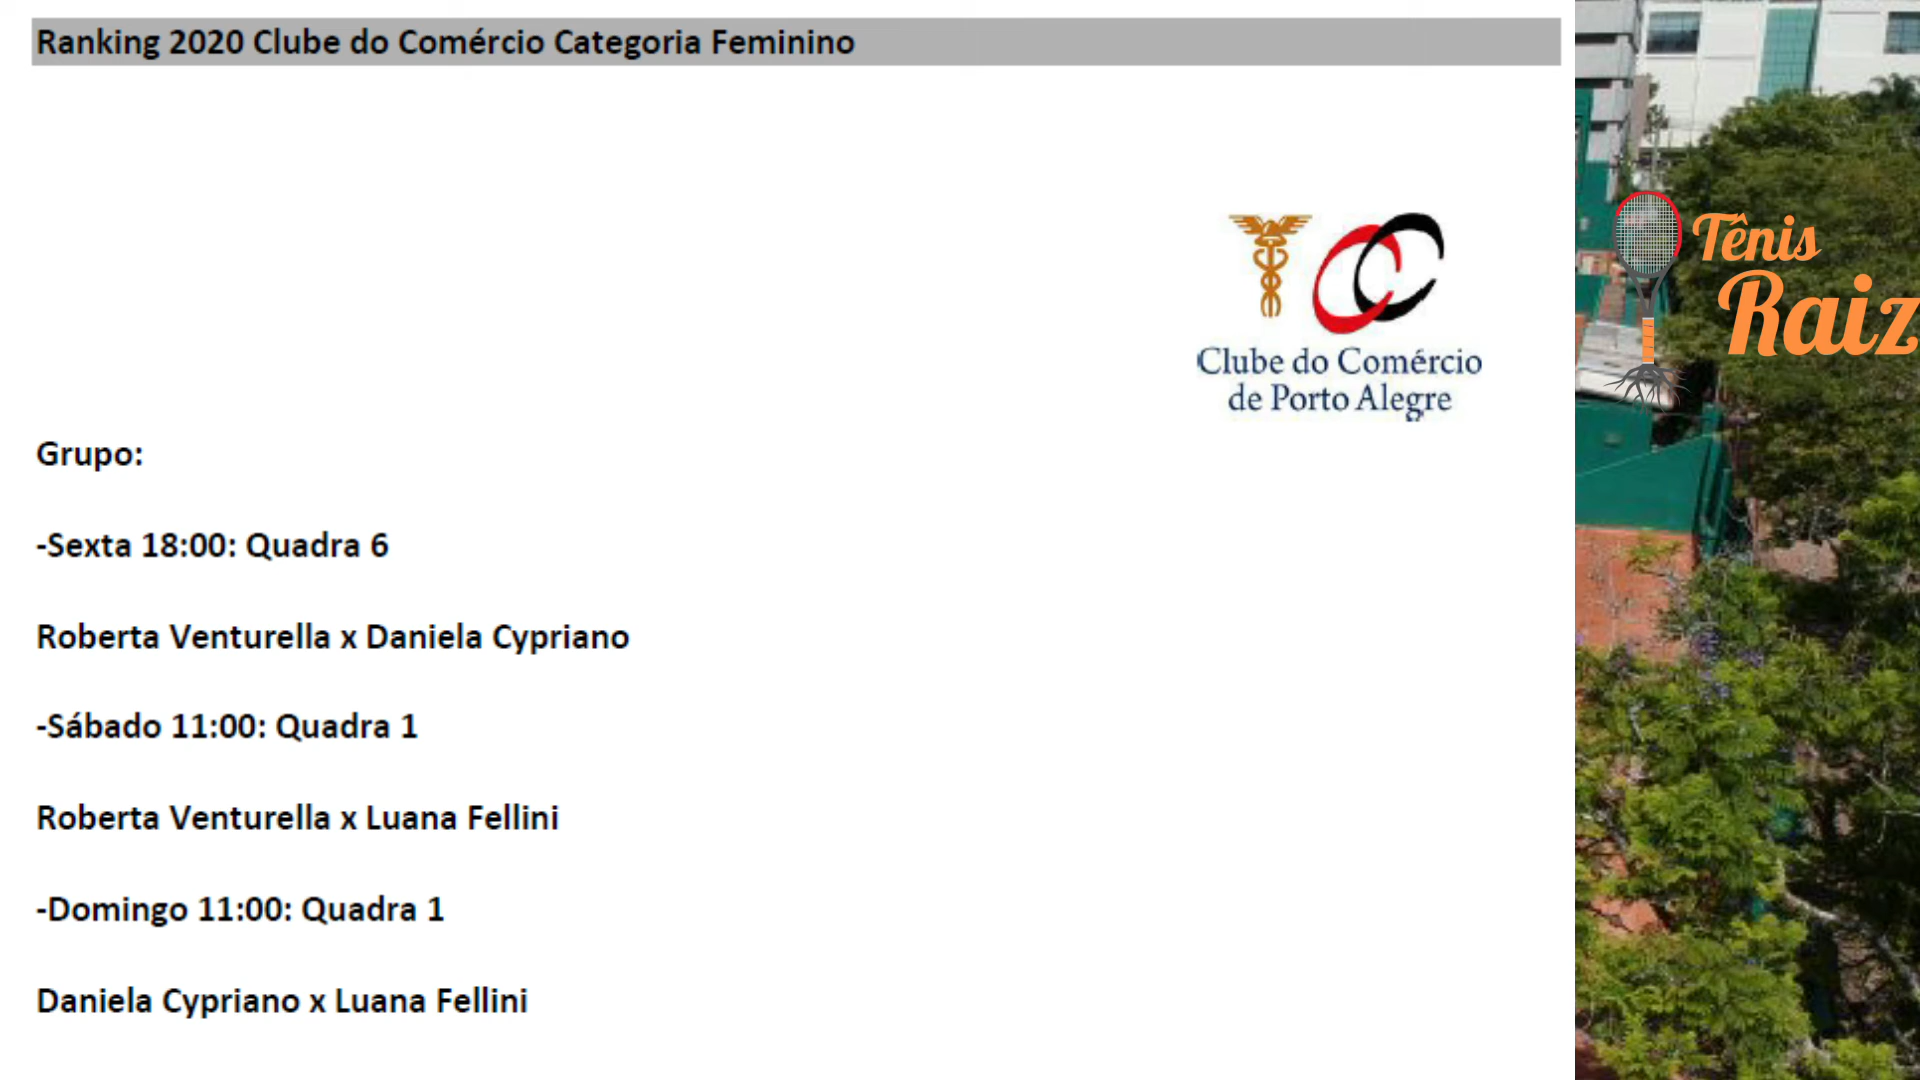 Ranking 2020 Clube do Comércio Categoria Feminino
Clube do Comércio
de Porto Alegre
Tênis
Raiz
Grupo:
-Sexta 18:00: Quadra 6
Roberta Venturella x Daniela Cypriano
-Sábado 11:00: Quadra 1
Roberta Venturella x Luana Fellini
-Domingo 11:00: Quadra 1
Daniela Cypriano x Luana Fellini